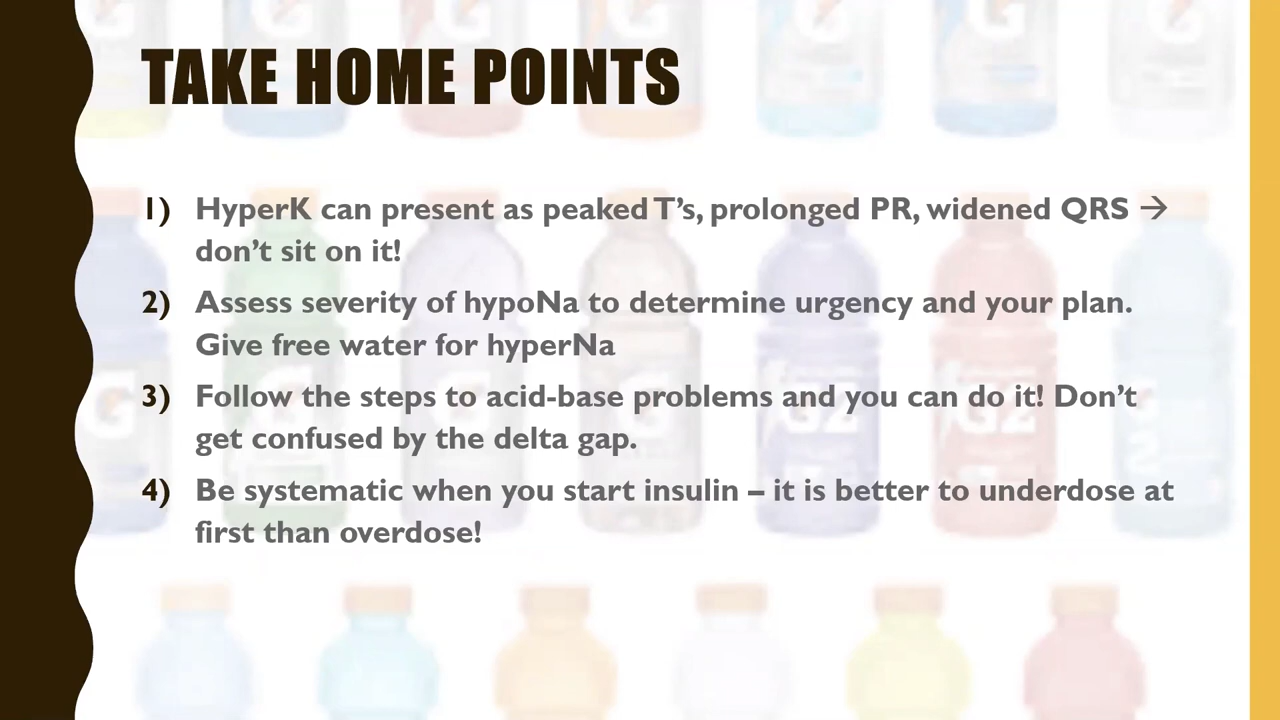 TAKE HOME POINTS
1) HyperK can present as peaked T's, prolonged PR, widened QRS →
don't sit on it!
2) Assess severity of hypoNa to determine urgency and your plan.
Give free water for hyperNa
3) Follow the steps to acid-base problems and you can do it! Don't
get confused by the delta gap.
4) Be systematic when you start insulin – it is better to underdose at
first than overdose!